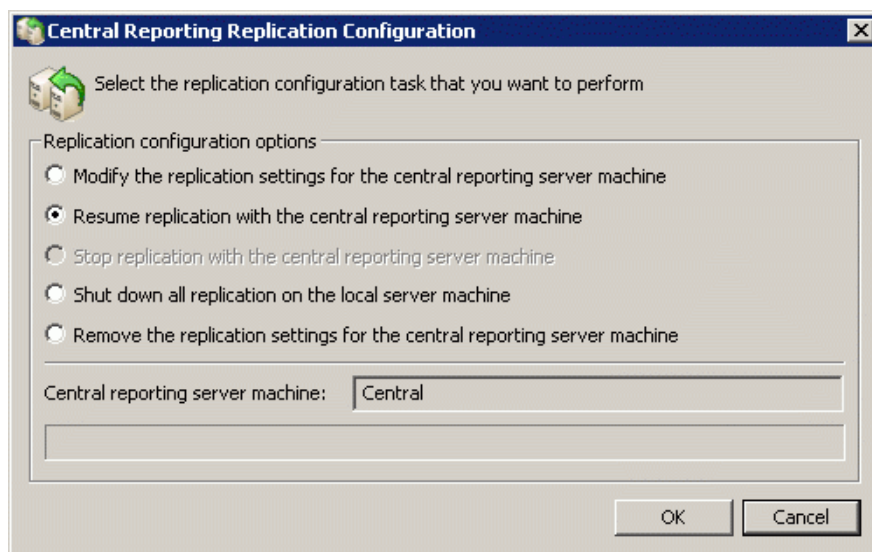 Central Reporting Replication Configuration
Select the replication configuration task that you want to perform
Replication configuration options
Modify the replication settings for the central reporting server machine
Resume replication with the central reporting server machine
Stop replication with the central reporting server machine
Shut down all replication on the local server machine
Remove the replication settings for the central reporting server machine
Central reporting server machine: Central
OK Cancel